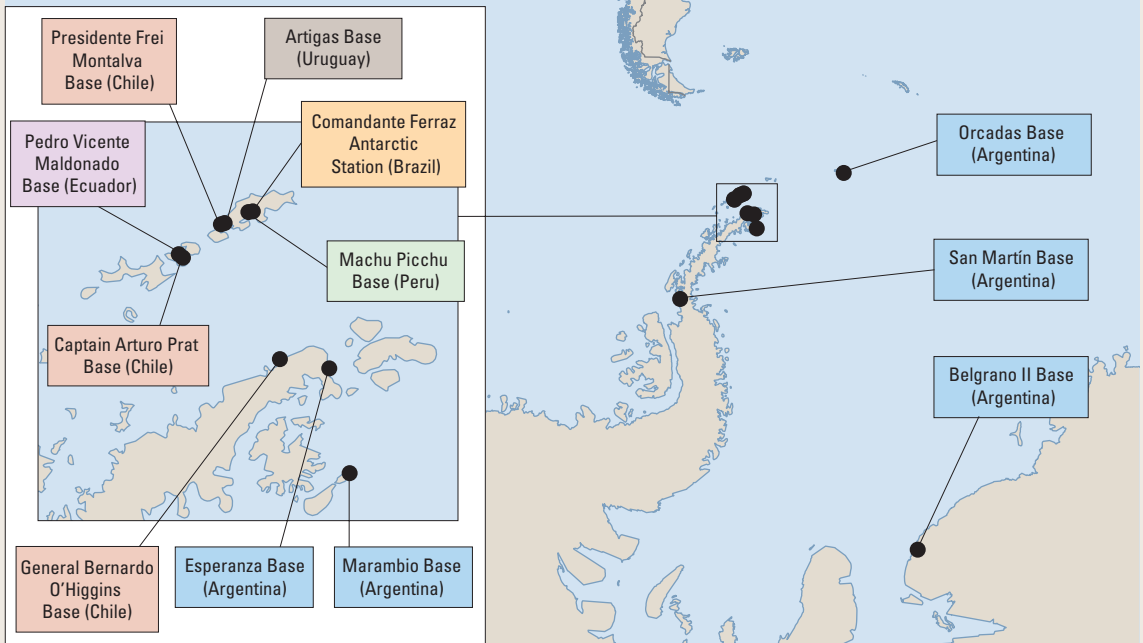 Presidente Frei
Montalva
Base (Chile)
Artigas Base
(Uruguay)
Comandante Ferraz
Antarctic
Station (Brazil)
Pedro Vicente
Maldonado
Base (Ecuador)
Machu Picchu
Base (Peru)
Captain Arturo Prat
Base (Chile)
General Bernardo
O’Higgins
Base (Chile)
Esperanza Base
(Argentina)
Marambio Base
(Argentina)
Orcadas Base
(Argentina)
San Martín Base
(Argentina)
Belgrano II Base
(Argentina)